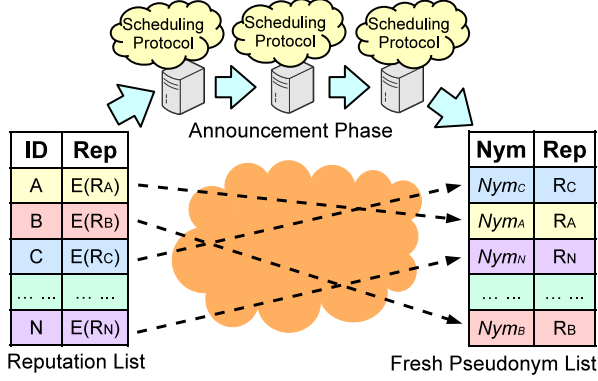 Scheduling
Protocol
Scheduling
Protocol
Scheduling
Protocol
Announcement Phase
ID Rep
A E(RA)
B E(RB)
C E(RC)
... ... ... ...
N E(RN)
Reputation List
Nym Rep
NymC RC
NymA RA
NymN RN
... ... ... ...
NymB RB
Fresh Pseudonym List